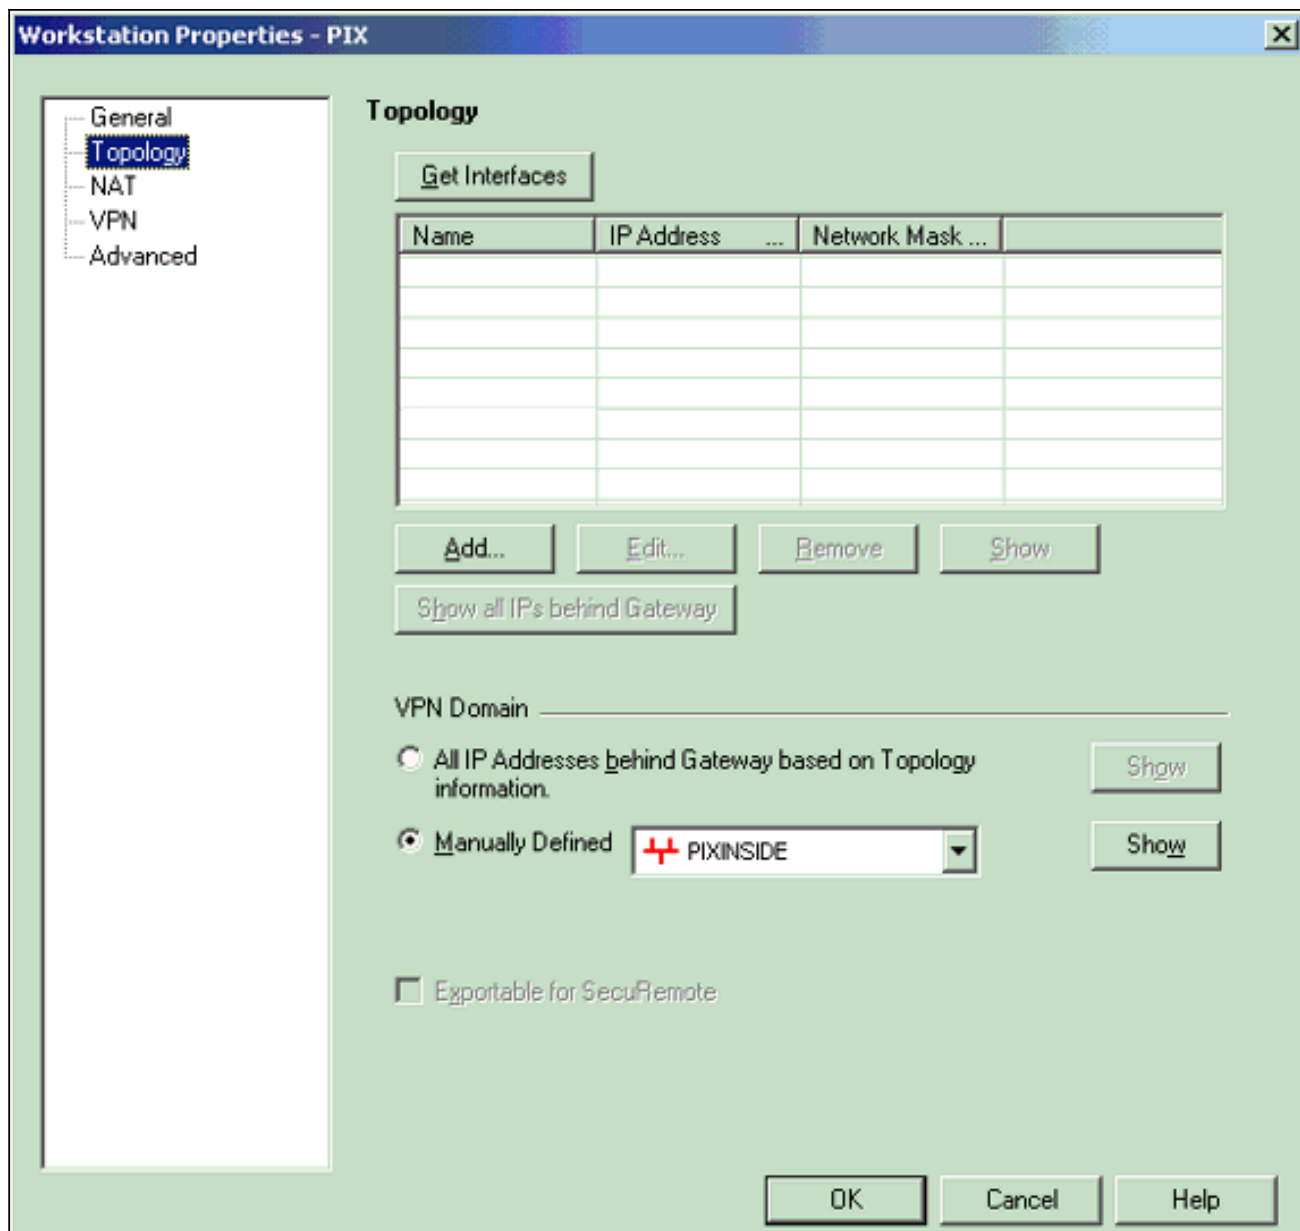 Workstation Properties - PIX
General
Topology
NAT
VPN
Advanced
Topology
Get Interfaces
Name IP Address ... Network Mask ...
Add... Edit... Remove Show
Show all IPs behind Gateway
VPN Domain
All IP Addresses behind Gateway based on Topology
information.
Show
Manually Defined PIXINSIDE Show
Exportable for SecuRemote
OK Cancel Help